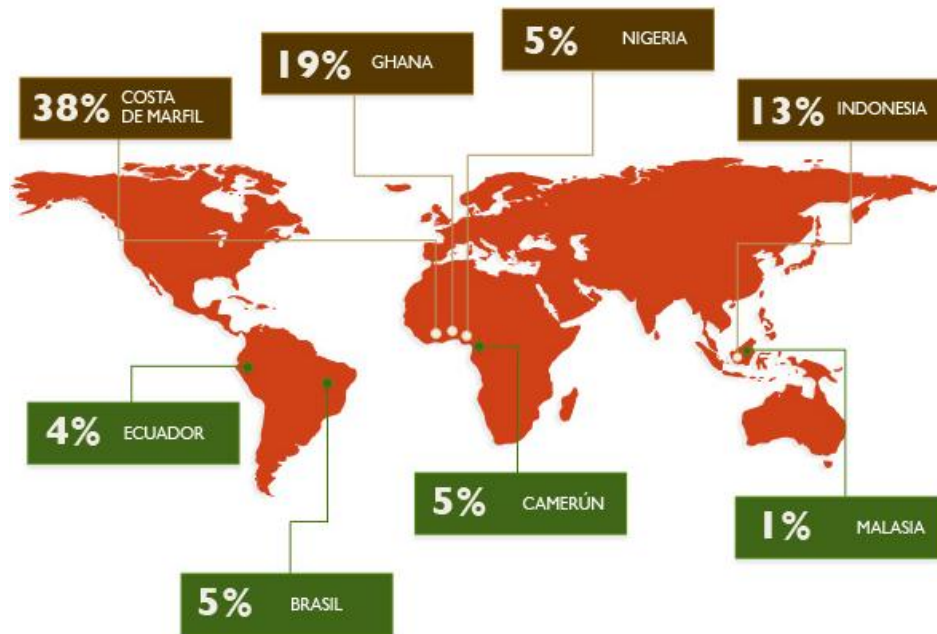 5% NIGERIA
19% GHANA
38% COSTA
DE MARFIL
13% INDONESIA
4% ECUADOR
5% CAMERÚN
1% MALASIA
5% BRASIL